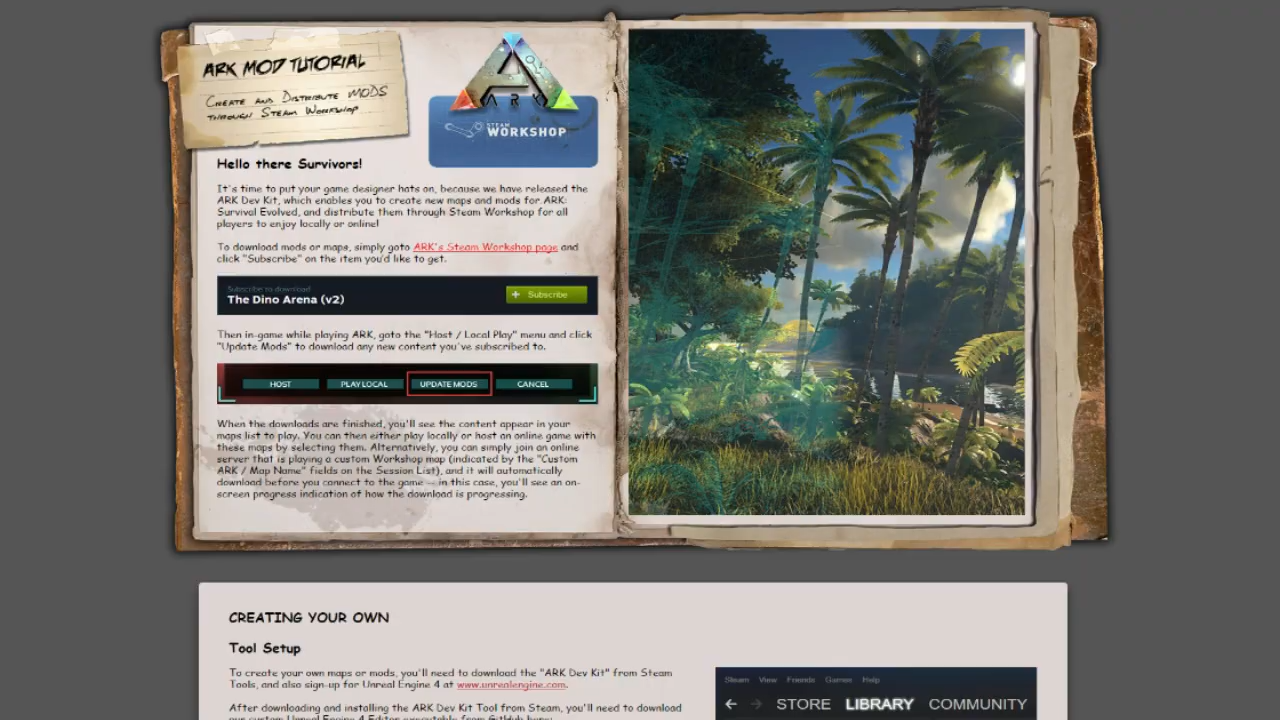 ARK MOD TUTORIAL
CREATE AND DISTRIBUTE MODS
THROUGH STEAM WORKSHOP
ARK
STEAM
WORKSHOP
Hello there Survivors!
It's time to put your game designer hats on, because we have released the
ARK Dev Kit, which enables you to create new maps and mods for ARK:
Survival Evolved, and distribute them through Steam Workshop for all
players to enjoy locally or online!
To download mods or maps, simply goto ARK's Steam Workshop page and
click "Subscribe" on the item you'd like to get.
Subscribe to download
The Dino Arena (v2)
+ Subscribe
Then in-game while playing ARK, goto the "Host / Local Play" menu and click
"Update Mods" to download any new content you've subscribed to.
HOST PLAY LOCAL UPDATE MODS CANCEL
When the downloads are finished, you'll see the content appear in your
maps list to play. You can then either play locally or host an online game with
these maps by selecting them. Alternatively, you can simply join an online
server that is playing a custom Workshop map (indicated by the "Custom
ARK / Map Name" fields on the Session List), and it will automatically
download before you connect to the game -- in this case, you'll see an on-
screen progress indication of how the download is progressing.
CREATING YOUR OWN
Tool Setup
To create your own maps or mods, you'll need to download the "ARK Dev Kit" from Steam
Tools, and also sign-up for Unreal Engine 4 at www.unrealengine.com.
After downloading and installing the ARK Dev Kit Tool from Steam, you'll need to download
our custom Unreal Engine 4 Editor executable from GitHub here:
Steam View Friends Games Help
STORE LIBRARY COMMUNITY